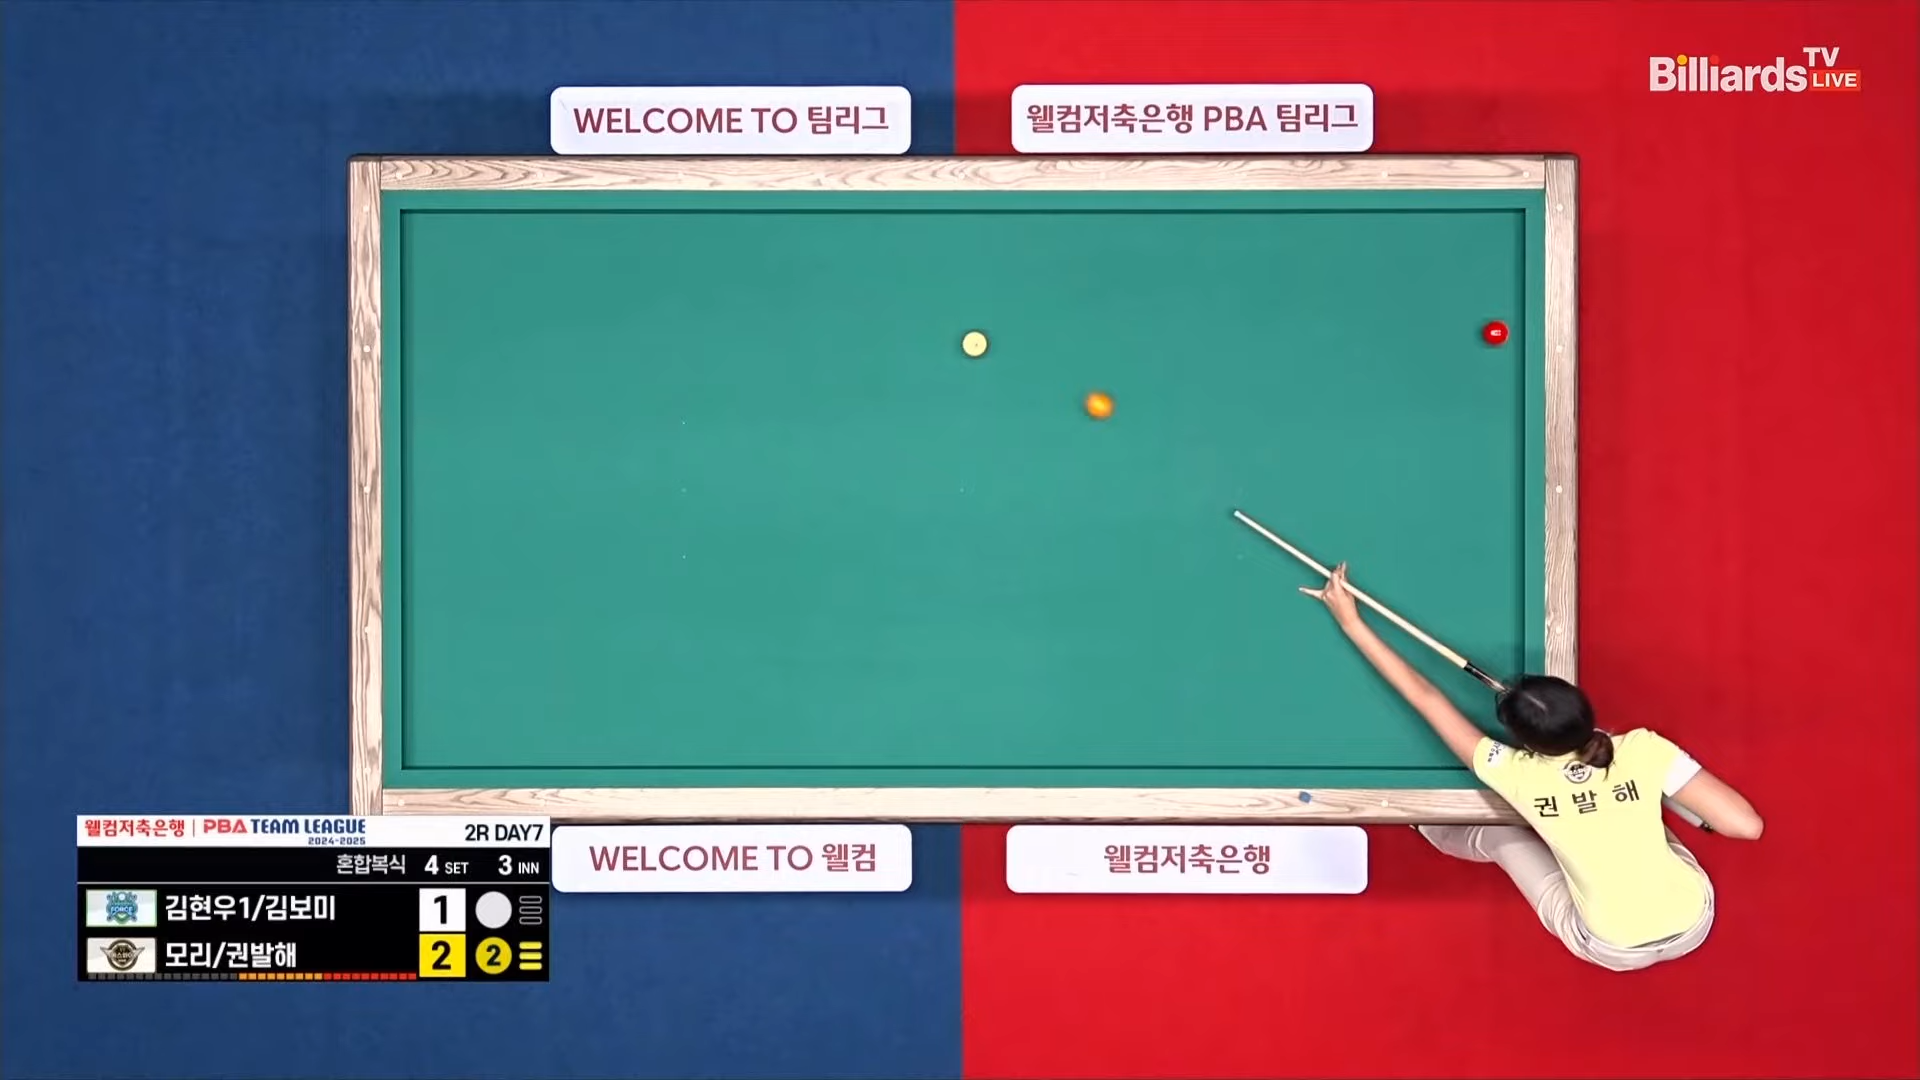 Billiards TV
LIVE
WELCOME TO 팀리그
웰컴저축은행 PBA 팀리그
권발해
웰컴저축은행 | PBA TEAM LEAGUE
2024-2025
2R DAY7
혼합복식 4 SET 3 INN
FORCE
김현우1/김보미 1
모리/권발해 2 2
WELCOME TO 웰컴
웰컴저축은행